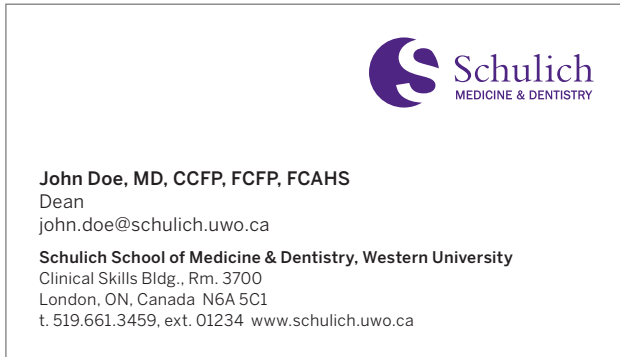 Schulich
MEDICINE & DENTISTRY
John Doe, MD, CCFP, FCFP, FCAHS
Dean
john.doe@schulich.uwo.ca
Schulich School of Medicine & Dentistry, Western University
Clinical Skills Bldg., Rm. 3700
London, ON, Canada  N6A 5C1
t. 519.661.3459, ext. 01234  www.schulich.uwo.ca